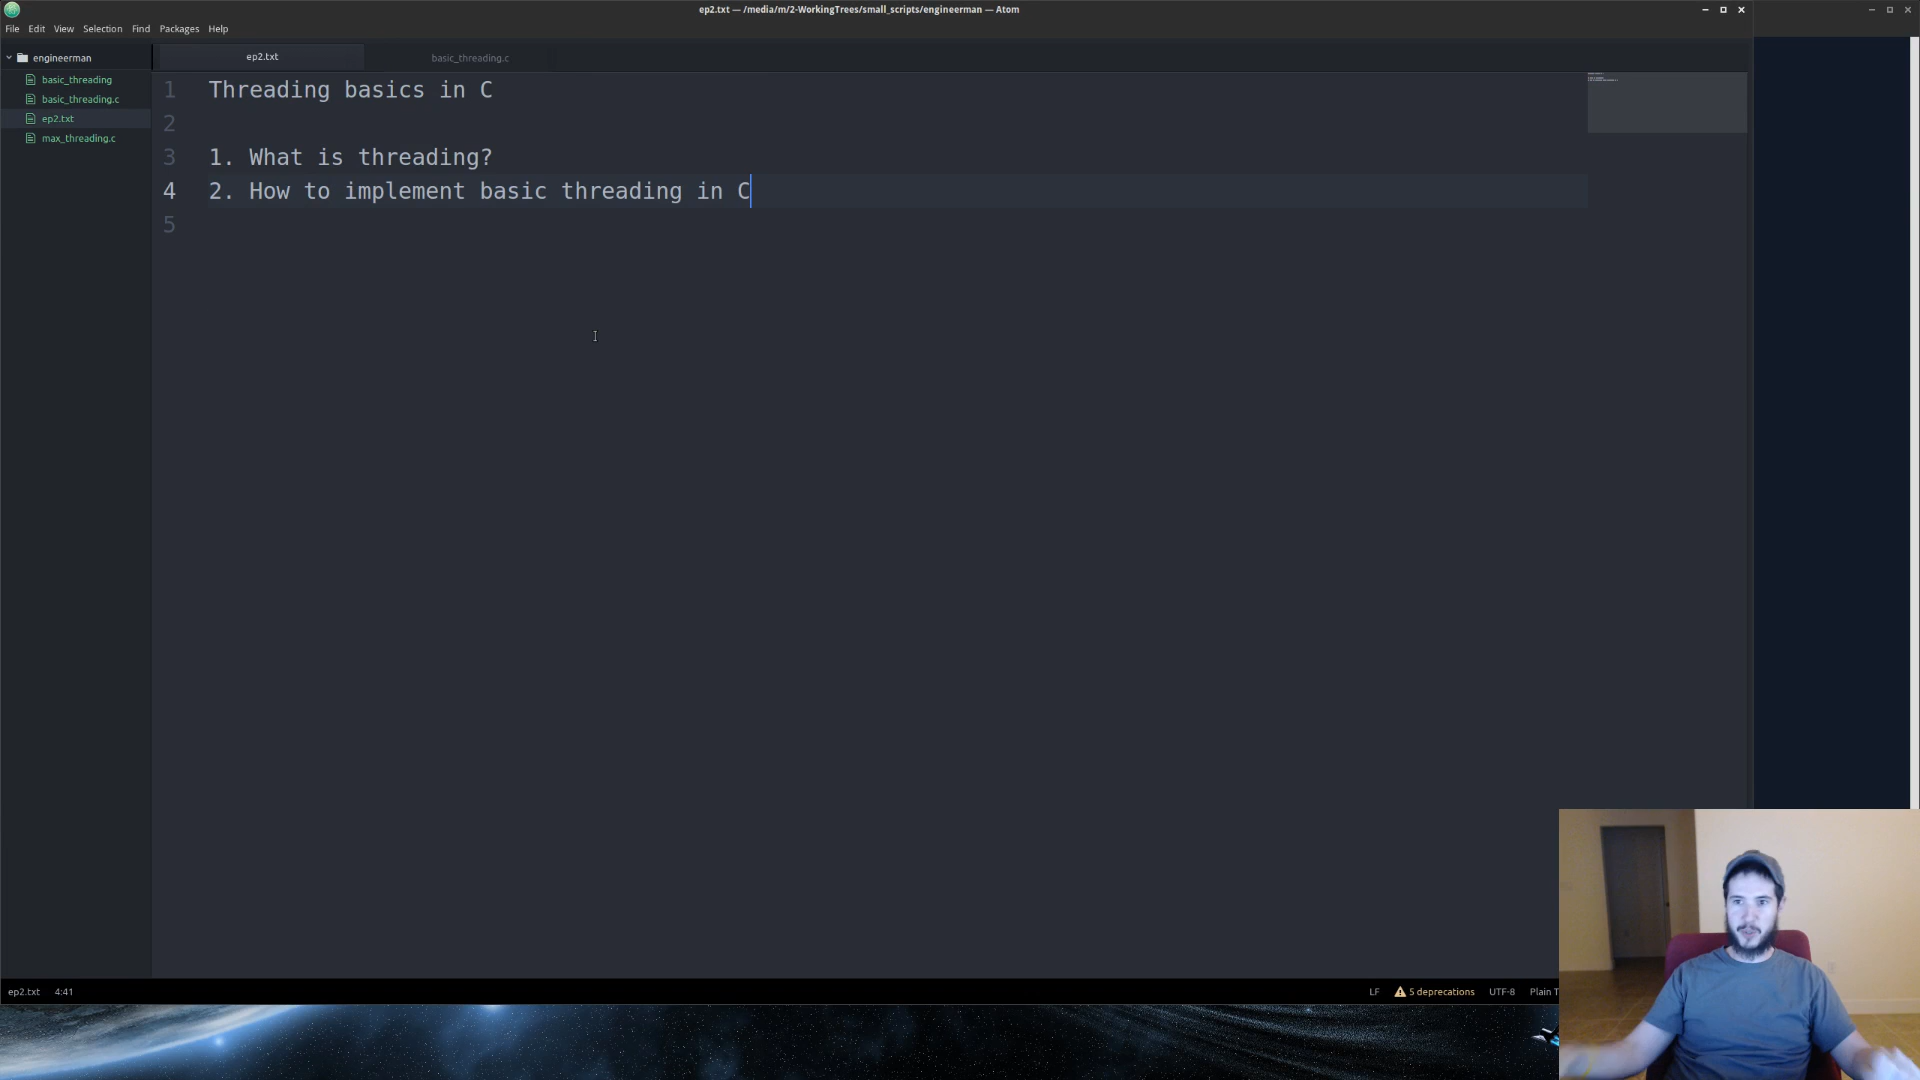 ep2.txt — /media/m/2-WorkingTrees/small_scripts/engineerman — Atom
File Edit View Selection Find Packages Help
engineerman
basic_threading
basic_threading.c
ep2.txt
max_threading.c
ep2.txt
basic_threading.c
1 Threading basics in C
2
3 1. What is threading?
4 2. How to implement basic threading in C
5
ep2.txt 4:41
LF 5 deprecations UTF-8 Plain T